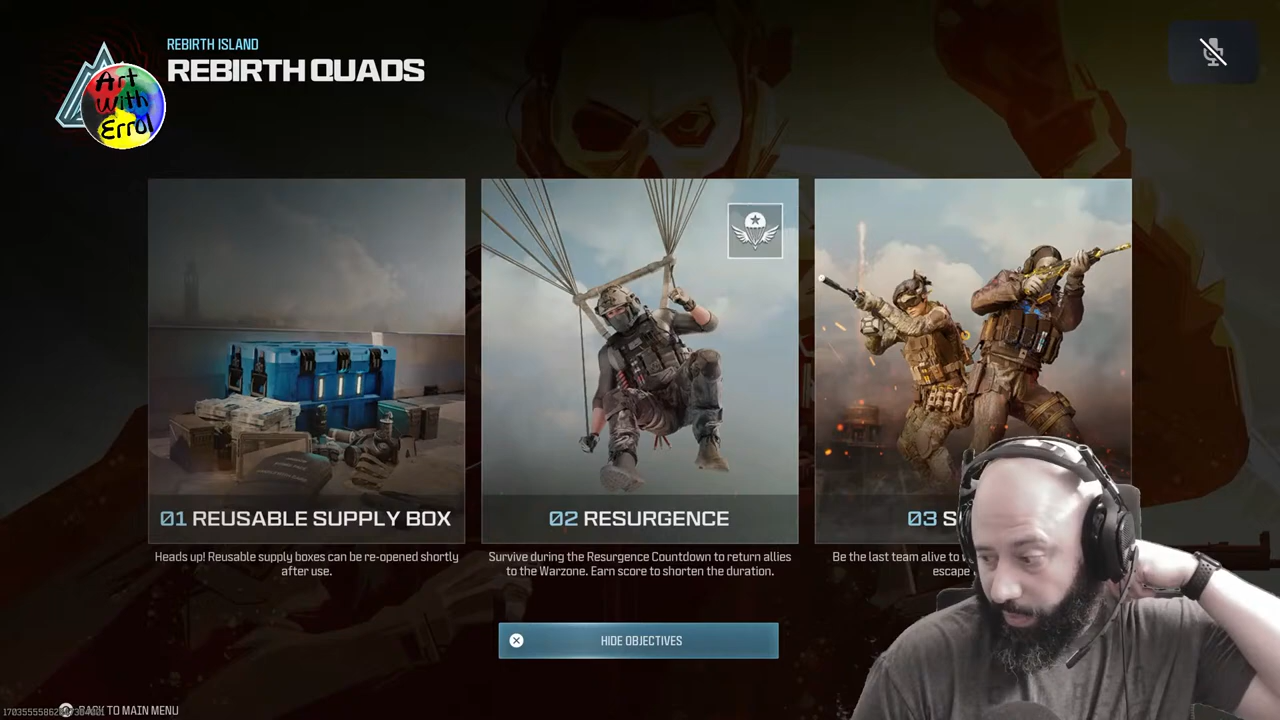 REBIRTH ISLAND
REBIRTH QUADS
Art
with
Errol
01 REUSABLE SUPPLY BOX
02 RESURGENCE
03 S
Heads up! Reusable supply boxes can be re-opened shortly
after use.
Survive during the Resurgence Countdown to return allies
to the Warzone. Earn score to shorten the duration.
Be the last team alive to
escape
HIDE OBJECTIVES
BACK TO MAIN MENU